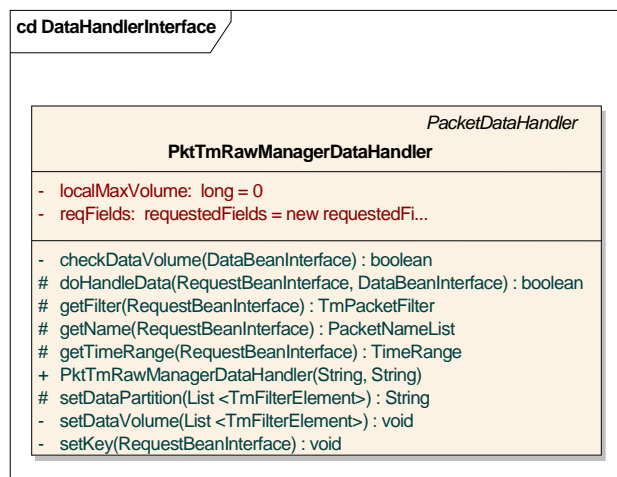 cd DataHandlerInterface
PacketDataHandler
PktTmRawManagerDataHandler
- localMaxVolume: long = 0
- reqFields: requestedFields = new requestedFi...
- checkDataVolume(DataBeanInterface) : boolean
# doHandleData(RequestBeanInterface, DataBeanInterface) : boolean
# getFilter(RequestBeanInterface) : TmPacketFilter
# getName(RequestBeanInterface) : PacketNameList
# getTimeRange(RequestBeanInterface) : TimeRange
+ PktTmRawManagerDataHandler(String, String)
# setDataPartition(List <TmFilterElement>) : String
- setDataVolume(List <TmFilterElement>) : void
- setKey(RequestBeanInterface) : void